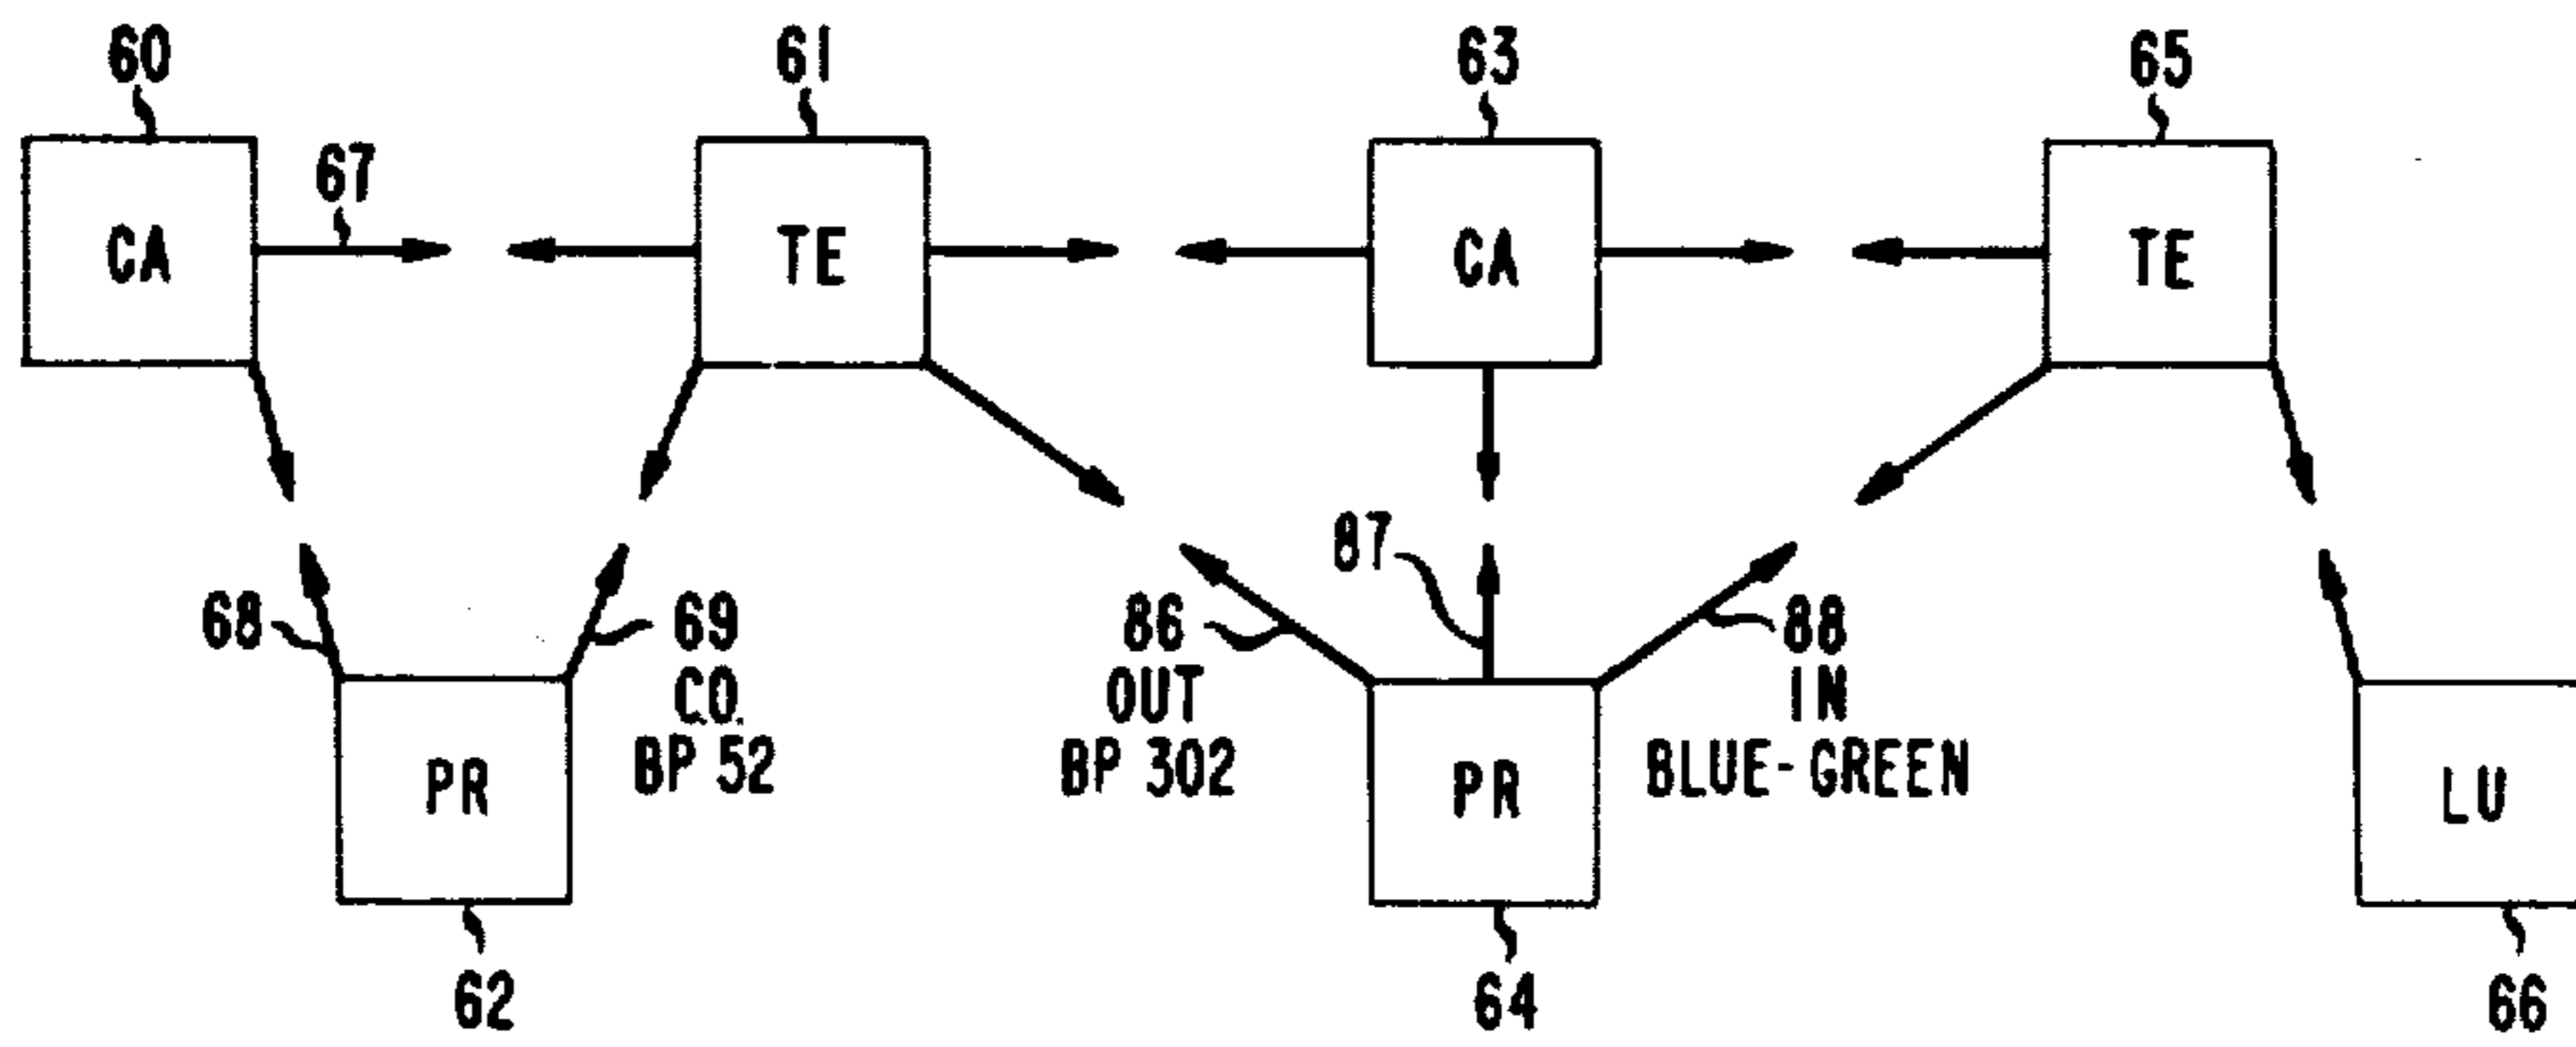 60
61
63
65
67
CA
TE
CA
TE
87
68
69
CO.
BP 52
86
OUT
BP 302
88
IN
BLUE-GREEN
PR
PR
LU
62
64
66